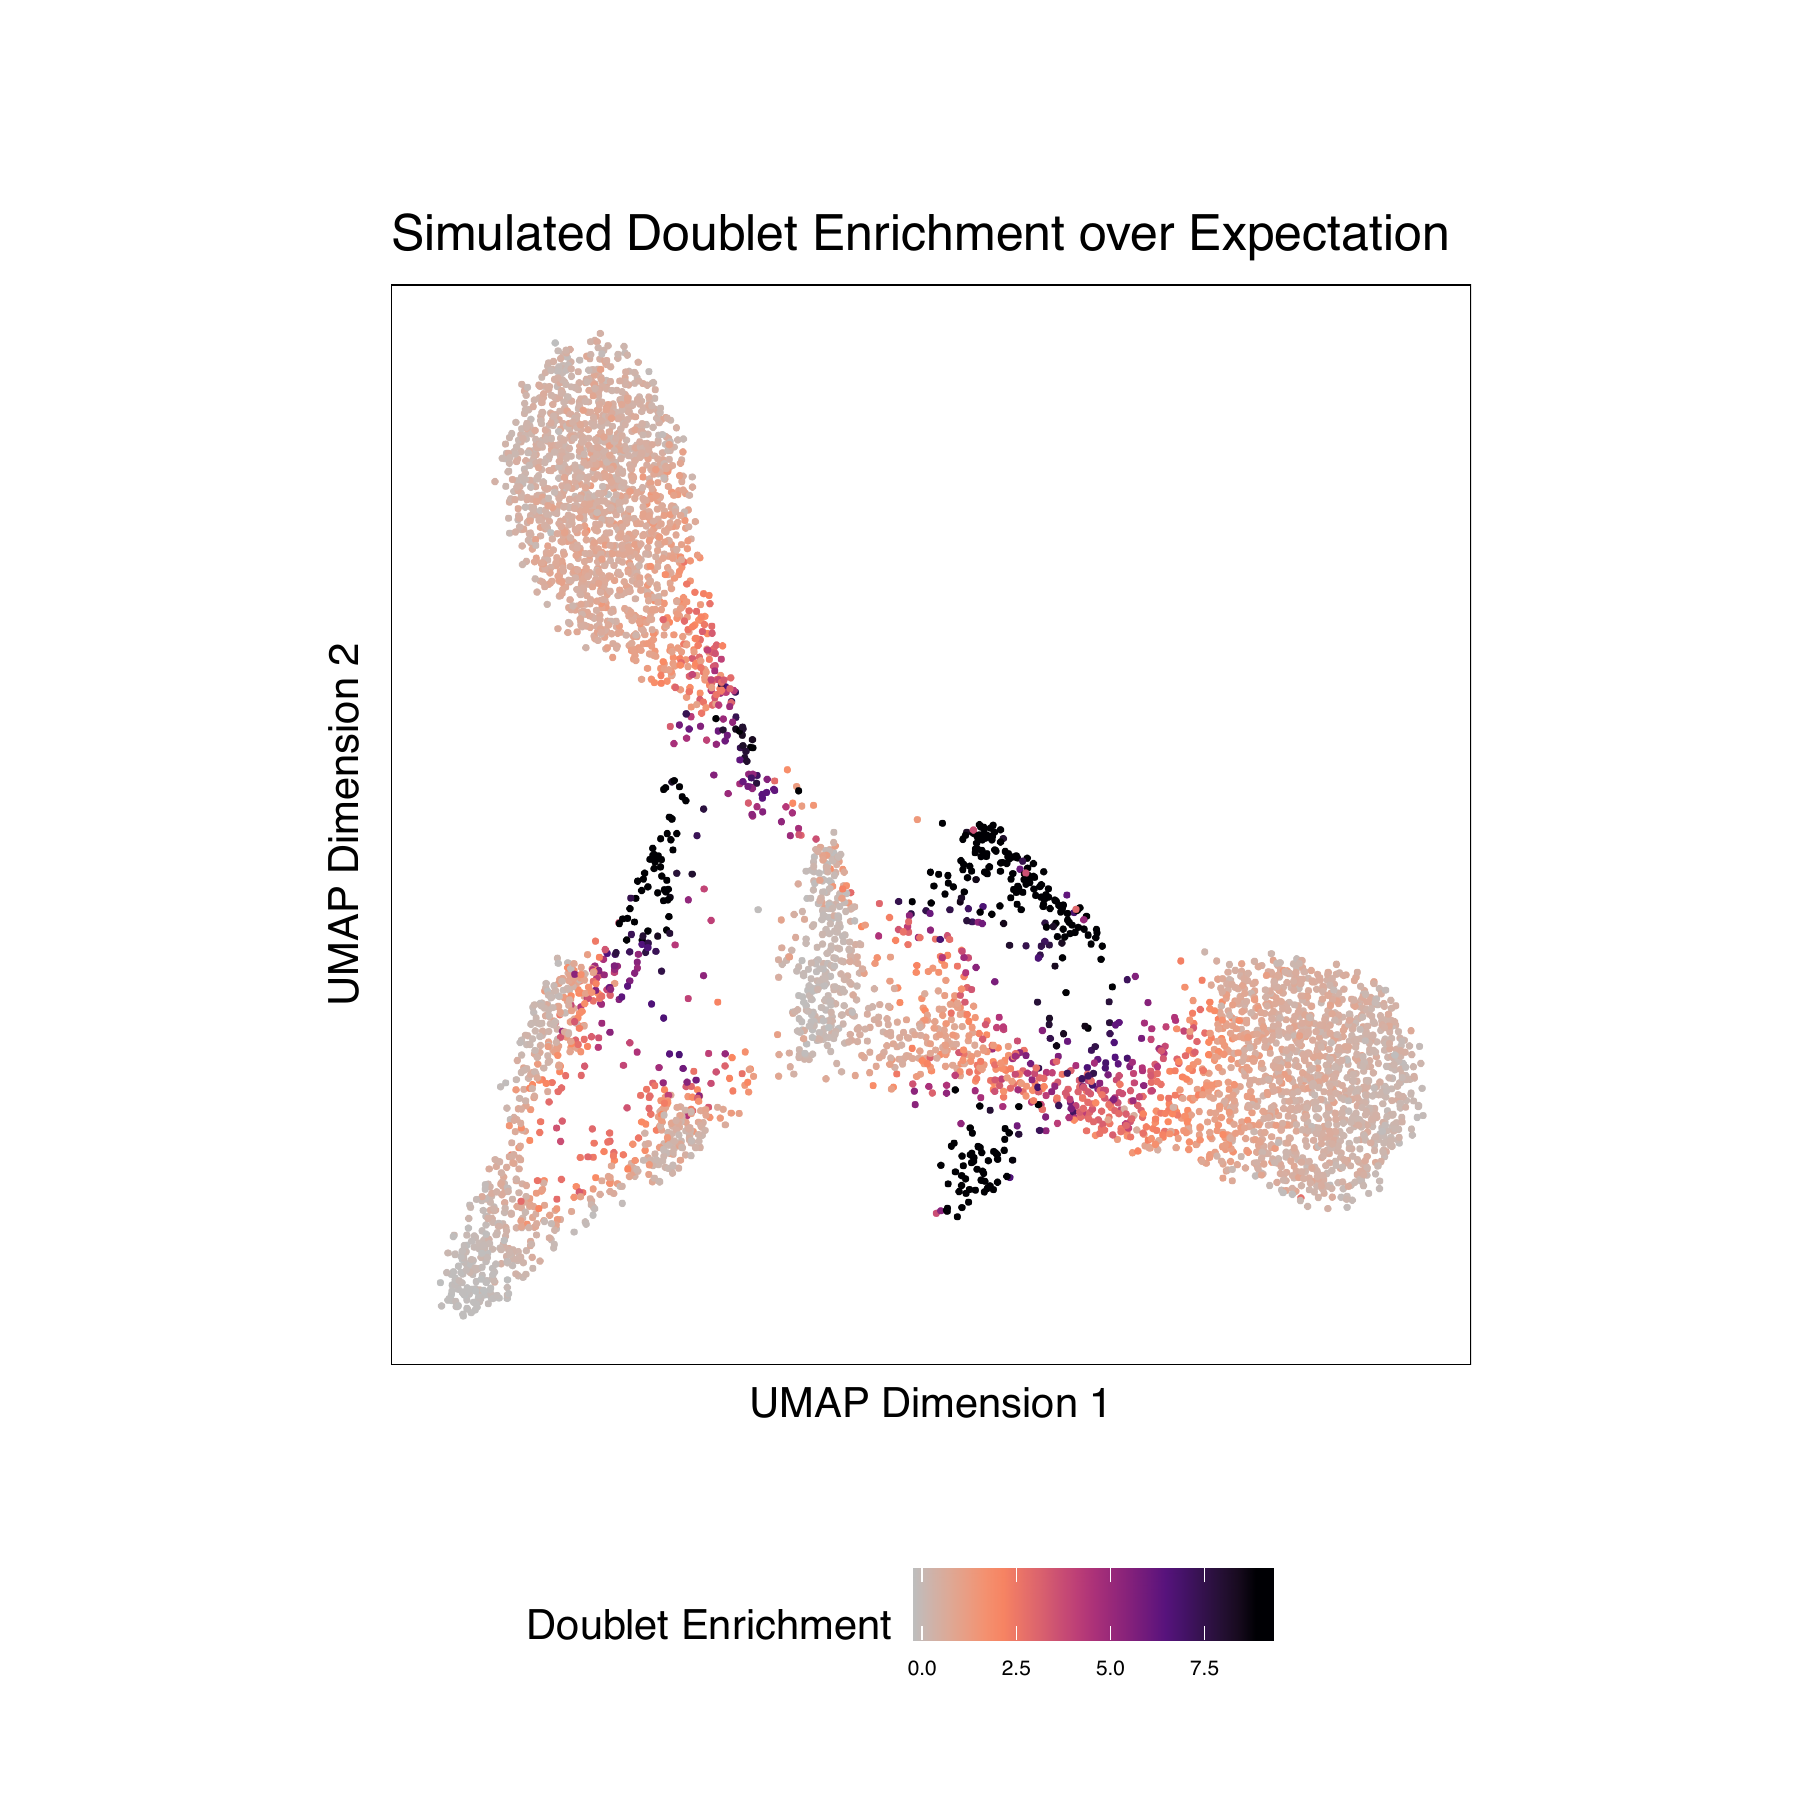 Simulated Doublet Enrichment over Expectation
UMAP Dimension 2
UMAP Dimension 1
Doublet Enrichment
0.0 2.5 5.0 7.5